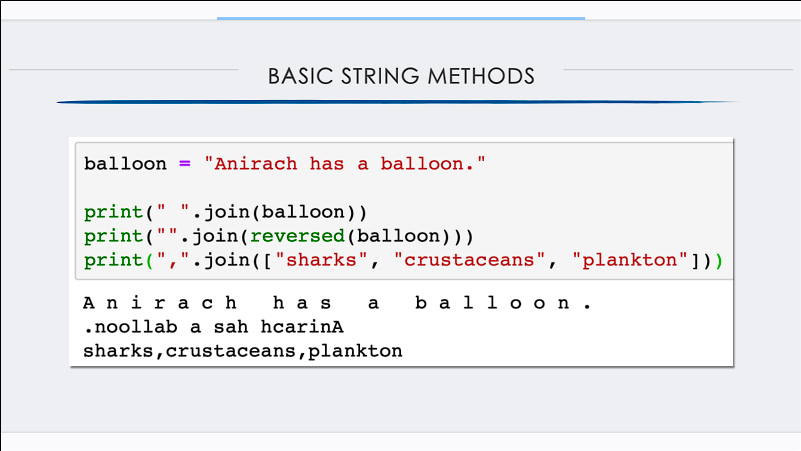 BASIC STRING METHODS
balloon = "Anirach has a balloon."
print(" ".join(balloon))
print("".join(reversed(balloon)))
print(",".join(["sharks", "crustaceans", "plankton"]))
A n i r a c h   h a s   a   b a l l o o n .
.noollab a sah hcarinA
sharks,crustaceans,plankton